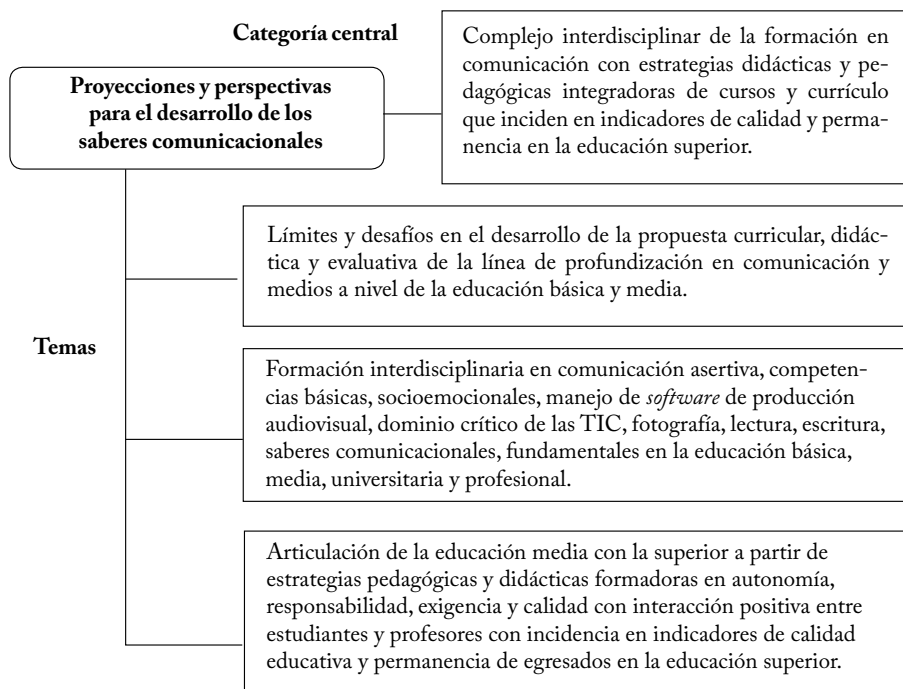 Categoría central
Proyecciones y perspectivas
para el desarrollo de los
saberes comunicacionales
Complejo interdisciplinar de la formación en
comunicación con estrategias didácticas y pe-
dagógicas integradoras de cursos y currículo
que inciden en indicadores de calidad y perma-
nencia en la educación superior.
Temas
Límites y desafíos en el desarrollo de la propuesta curricular, didác-
tica y evaluativa de la línea de profundización en comunicación y
medios a nivel de la educación básica y media.
Formación interdisciplinaria en comunicación asertiva, competen-
cias básicas, socioemocionales, manejo de software de producción
audiovisual, dominio crítico de las TIC, fotografía, lectura, escritura,
saberes comunicacionales, fundamentales en la educación básica,
media, universitaria y profesional.
Articulación de la educación media con la superior a partir de
estrategias pedagógicas y didácticas formadoras en autonomía,
responsabilidad, exigencia y calidad con interacción positiva entre
estudiantes y profesores con incidencia en indicadores de calidad
educativa y permanencia de egresados en la educación superior.